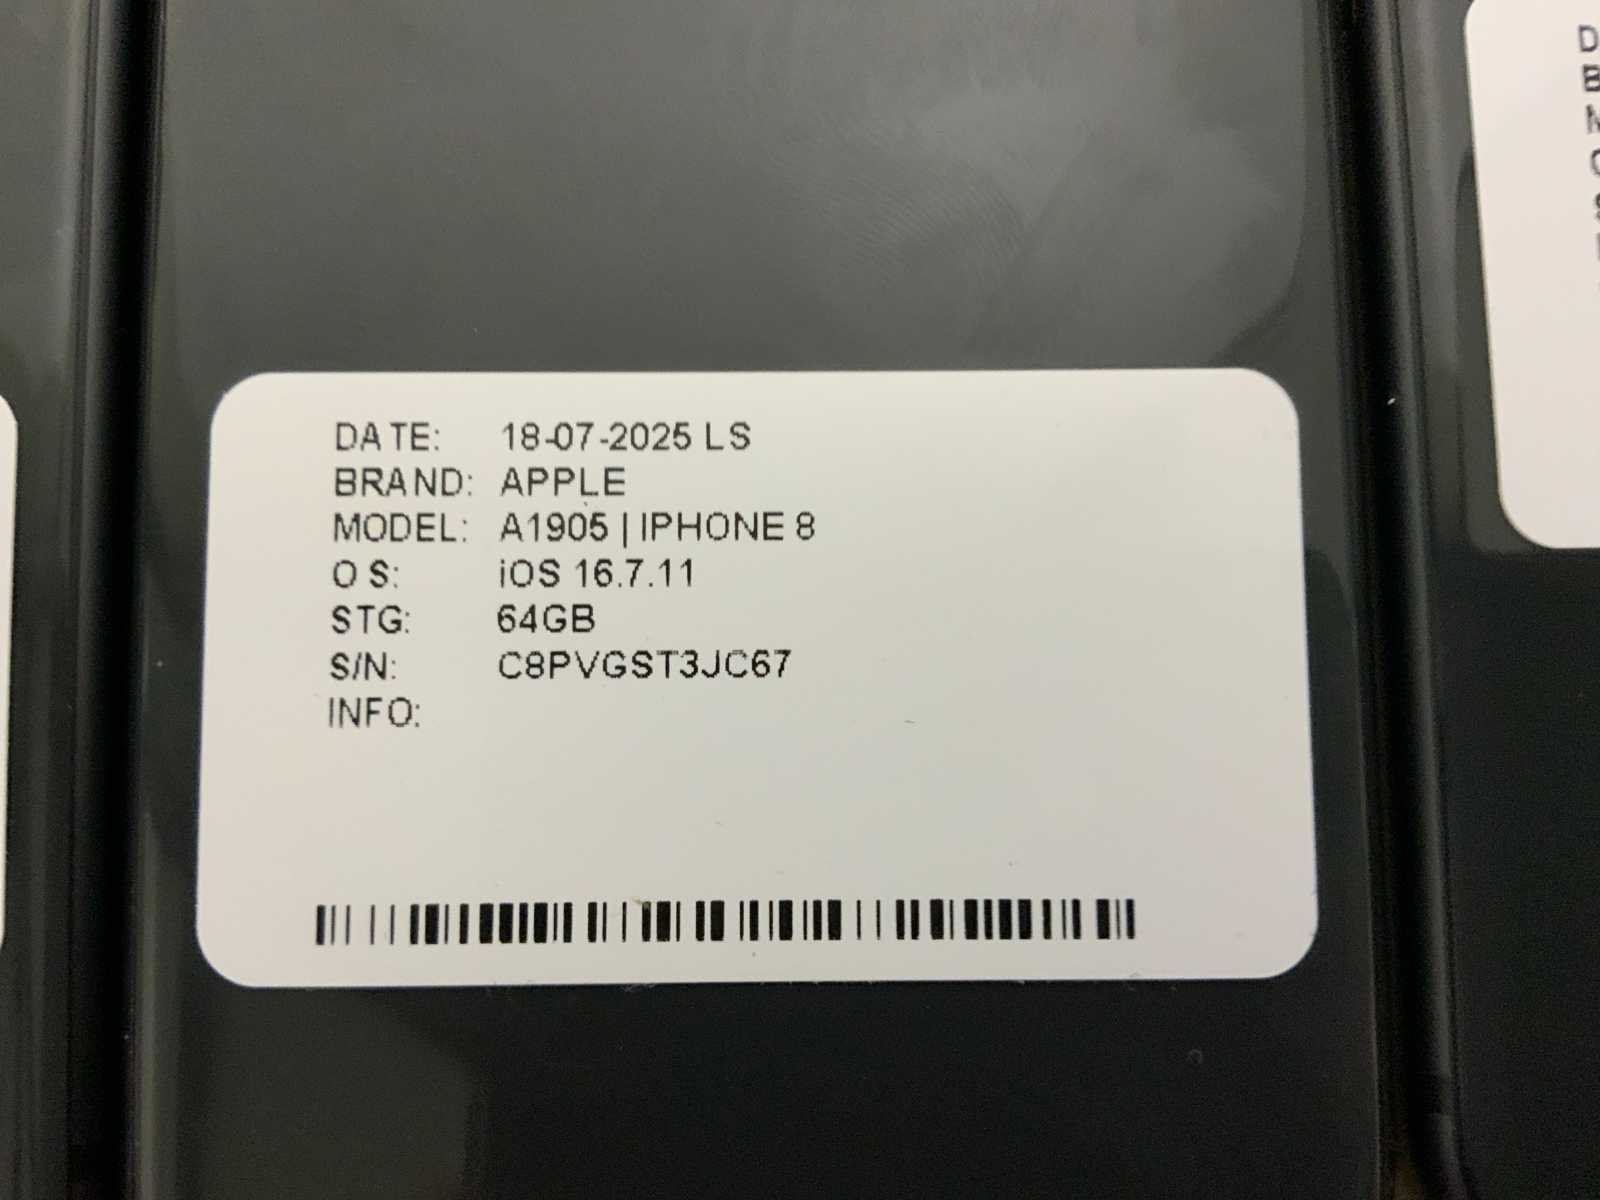 DATE: 18-07-2025 LS
BRAND: APPLE
MODEL: A1905 | IPHONE 8
OS: iOS 16.7.11
STG: 64GB
S/N: C8PVGST3JC67
INFO: